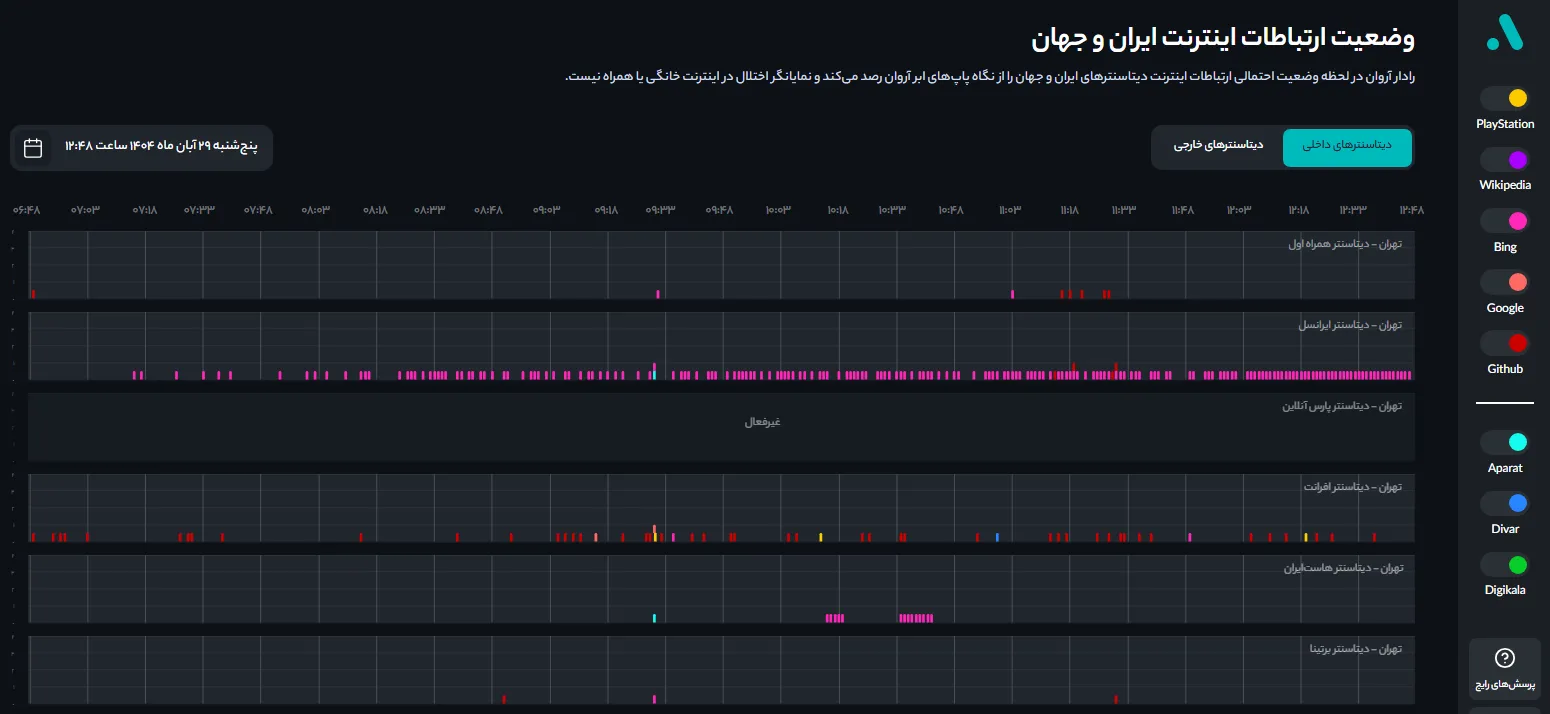 وضعیت ارتباطات اینترنت ایران و جهان
رادار آروان در لحظه وضعیت احتمالی ارتباطات اینترنت دیتاسنترهای ایران و جهان را از نگاه پاپ‌های ابر آروان رصد می‌کند و نمایانگر اختلال در اینترنت خانگی یا همراه نیست.
دیتاسنترهای داخلی
دیتاسنترهای خارجی
پنج‌شنبه ۲۹ آبان ماه ۱۴۰۴ ساعت ۱۲:۴۸
۰۶:۴۸ ۰۷:۰۳ ۰۷:۱۸ ۰۷:۳۳ ۰۷:۴۸ ۰۸:۰۳ ۰۸:۱۸ ۰۸:۳۳ ۰۸:۴۸ ۰۹:۰۳ ۰۹:۱۸ ۰۹:۳۳ ۰۹:۴۸ ۱۰:۰۳ ۱۰:۱۸ ۱۰:۳۳ ۱۰:۴۸ ۱۱:۰۳ ۱۱:۱۸ ۱۱:۳۳ ۱۱:۴۸ ۱۲:۰۳ ۱۲:۱۸ ۱۲:۳۳ ۱۲:۴۸
تهران - دیتاسنتر همراه اول
تهران - دیتاسنتر ایرانسل
تهران - دیتاسنتر پارس آنلاین
غیرفعال
تهران - دیتاسنتر افرانت
تهران - دیتاسنتر هاست‌ایران
تهران - دیتاسنتر برتینا
PlayStation
Wikipedia
Bing
Google
Github
Aparat
Divar
Digikala
پرسش‌های رایج